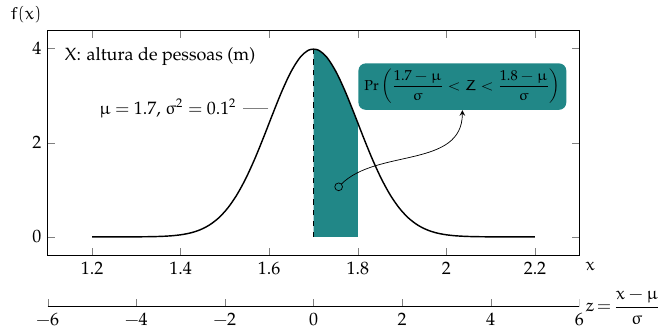 f(x)
X: altura de pessoas (m)
μ = 1.7, σ² = 0.1²
Pr(1.7 − μ/σ < Z < 1.8 − μ/σ)
4
2
0
1.2 1.4 1.6 1.8 2 2.2 x
−6 −4 −2 0 2 4 6 z = x − μ/σ